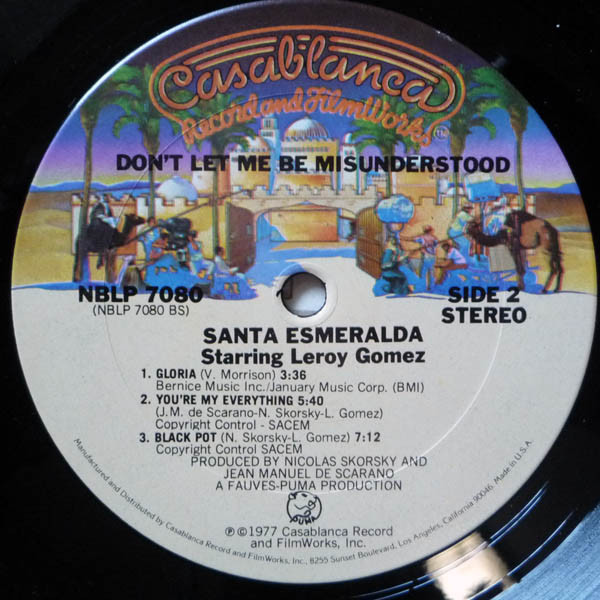 Casablanca
Record and FilmWorks
TM
DON'T LET ME BE MISUNDERSTOOD
NBLP 7080
(NBLP 7080 BS)
SIDE 2
STEREO
SANTA ESMERALDA
Starring Leroy Gomez
1. GLORIA (V. Morrison) 3:36
Bernice Music Inc./January Music Corp. (BMI)
2. YOU'RE MY EVERYTHING 5:40
(J.M. de Scarano-N. Skorsky-L. Gomez)
Copyright Control - SACEM
3. BLACK POT (N. Skorsky-L. Gomez) 7:12
Copyright Control SACEM
PRODUCED BY NICOLAS SKORSKY AND
JEAN MANUEL DE SCARANO
A FAUVES-PUMA PRODUCTION
PUMA
℗©1977 Casablanca Record
and FilmWorks, Inc.
Manufactured and Distributed by Casablanca Record and FilmWorks, Inc., 8255 Sunset Boulevard, Los Angeles, California 90046. Made in U.S.A.